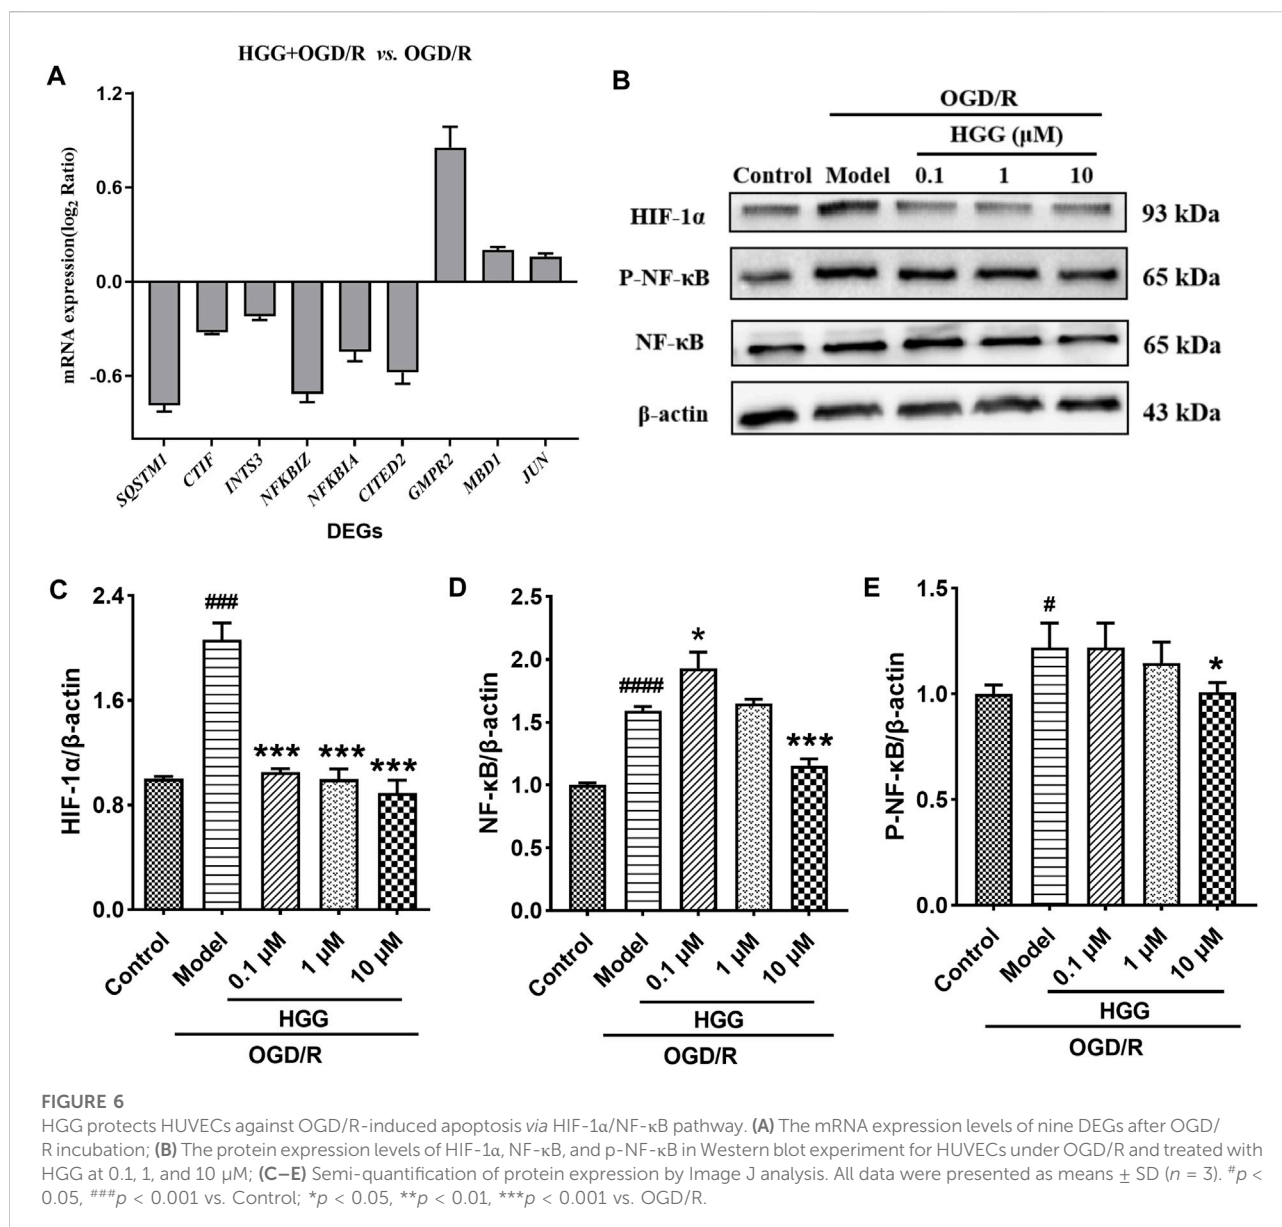 HGG+OGD/R vs. OGD/R
A
1.2
0.6
0.0
-0.6
mRNA expression(log2 Ratio)
SQSTM1
CTIF
INTS3
NFKBIZ
NFKBIA
CITED2
GMPR2
MBD1
JUN
DEGs
B
OGD/R
HGG (μM)
Control Model 0.1 1 10
HIF-1α 93 kDa
P-NF-κB 65 kDa
NF-κB 65 kDa
β-actin 43 kDa
C
2.4
1.6
0.8
0.0
HIF-1α/β-actin
###
***
***
***
Control
Model
0.1 μM
1 μM
10 μM
HGG
OGD/R
D
2.5
2.0
1.5
1.0
0.5
0.0
NF-κB/β-actin
####
*
***
Control
Model
0.1 μM
1 μM
10 μM
HGG
OGD/R
E
1.5
1.0
0.5
0.0
P-NF-κB/β-actin
#
*
Control
Model
0.1 μM
1 μM
10 μM
HGG
OGD/R
FIGURE 6
HGG protects HUVECs against OGD/R-induced apoptosis via HIF-1α/NF-κB pathway. (A) The mRNA expression levels of nine DEGs after OGD/
R incubation; (B) The protein expression levels of HIF-1α, NF-κB, and p-NF-κB in Western blot experiment for HUVECs under OGD/R and treated with
HGG at 0.1, 1, and 10 μM; (C–E) Semi-quantification of protein expression by Image J analysis. All data were presented as means ± SD (n = 3). #p <
0.05, ###p < 0.001 vs. Control; *p < 0.05, **p < 0.01, ***p < 0.001 vs. OGD/R.